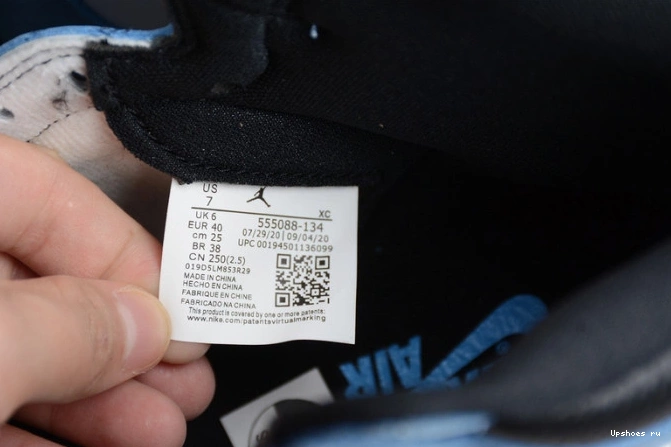 US
7
XC
UK 6
EUR 40
cm 25
BR 38
CN 250(2.5)
555088-134
07/29/20 | 09/04/20
UPC 00194501136099
019D5LM853R29
MADE IN CHINA
HECHO EN CHINA
FABRIQUE EN CHINE
FABRICADO NA CHINA
This product is covered by one or more patents:
www.nike.com/patentsvirtualmarking
AIR
Upshoes ru